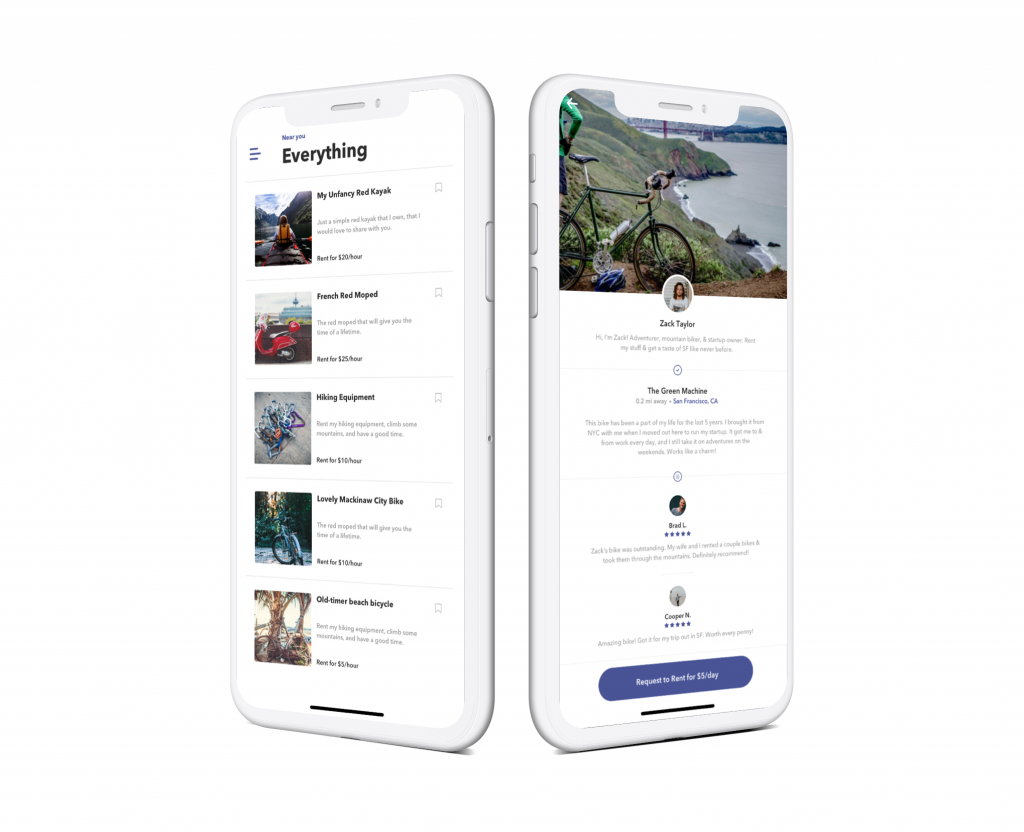 Near you
Everything
My Unfancy Red Kayak
Just a simple red kayak that I own, that I
would love to share with you.
Rent for $20/hour
French Red Moped
The red moped that will give you the
time of a lifetime.
Rent for $25/hour
Hiking Equipment
Rent my hiking equipment, climb some
mountains, and have a good time.
Rent for $10/hour
Lovely Mackinaw City Bike
The red moped that will give you the
time of a lifetime.
Rent for $10/hour
Old-timer beach bicycle
Rent my hiking equipment, climb some
mountains, and have a good time.
Rent for $5/hour
Zack Taylor
Hi, I'm Zack! Adventurer, mountain biker, & startup owner. Rent
my stuff & get a taste of SF like never before.
The Green Machine
0.2 mi away • San Francisco, CA
This bike has been a part of my life for the last 5 years. I brought it from
NYC with me when I moved out here to run my startup. It got me to &
from work every day, and I still take it on adventures on the
weekends. Works like a charm!
Brad L.
Zack's bike was outstanding. My wife and I rented a couple bikes &
took them through the mountains. Definitely recommend!
Cooper N.
Amazing bike! Got it for my trip out in SF. Worth every penny!
Request to Rent for $5/day